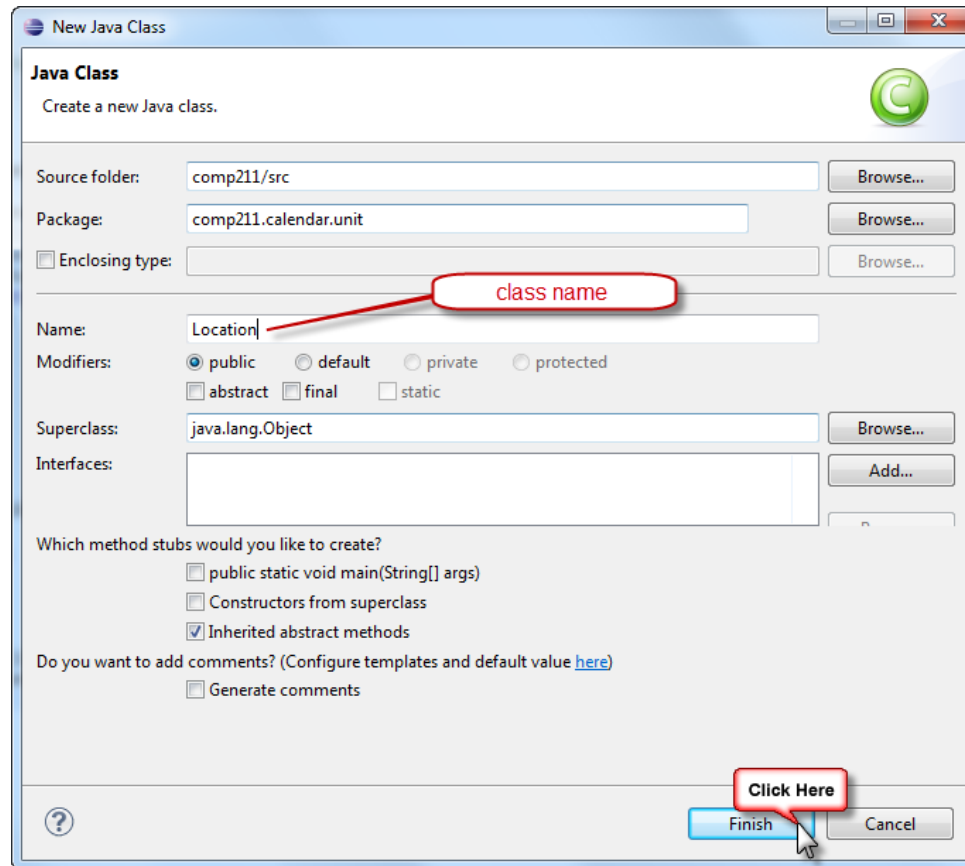 New Java Class
Java Class
Create a new Java class.
Source folder: comp211/src Browse...
Package: comp211.calendar.unit Browse...
Enclosing type: Browse...
class name
Name: Location
Modifiers: public default private protected
abstract final static
Superclass: java.lang.Object Browse...
Interfaces: Add...
Which method stubs would you like to create?
public static void main(String[] args)
Constructors from superclass
Inherited abstract methods
Do you want to add comments? (Configure templates and default value here)
Generate comments
Click Here
Finish Cancel